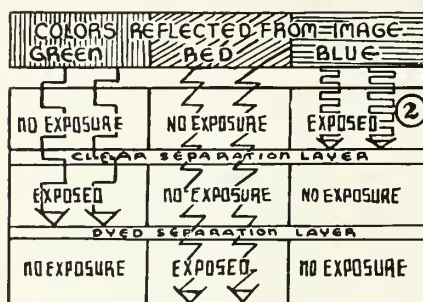 COLORS REFLECTED FROM IMAGE
GREEN RED BLUE
NO EXPOSURE NO EXPOSURE EXPOSED 2
CLEAR SEPARATION LAYER
EXPOSED NO EXPOSURE NO EXPOSURE
DYED SEPARATION LAYER
NO EXPOSURE EXPOSED NO EXPOSURE